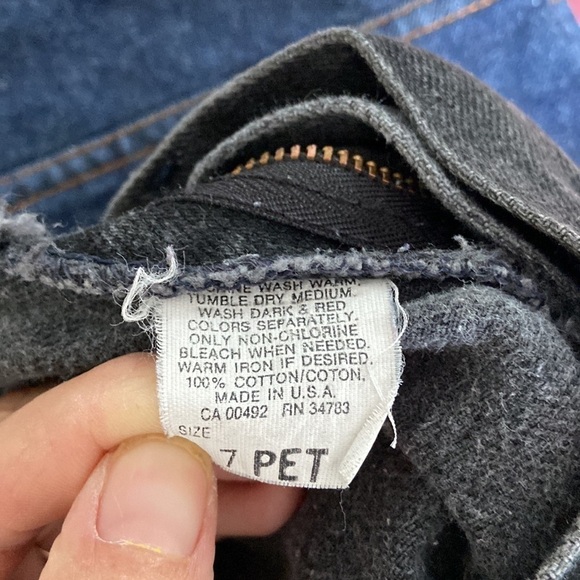 WASH WARM.
TUMBLE DRY MEDIUM.
WASH DARK & RED
COLORS SEPARATELY.
ONLY NON-CHLORINE
BLEACH WHEN NEEDED.
WARM IRON IF DESIRED.
100% COTTON/COTON.
MADE IN U.S.A.
CA 00492 RN 34783
SIZE
7 PET